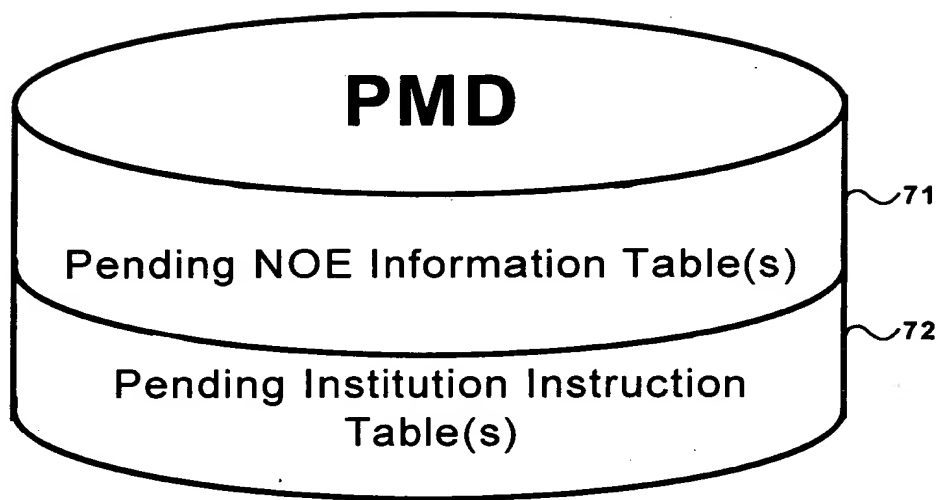 PMD
71
Pending NOE Information Table(s)
72
Pending Institution Instruction
Table(s)